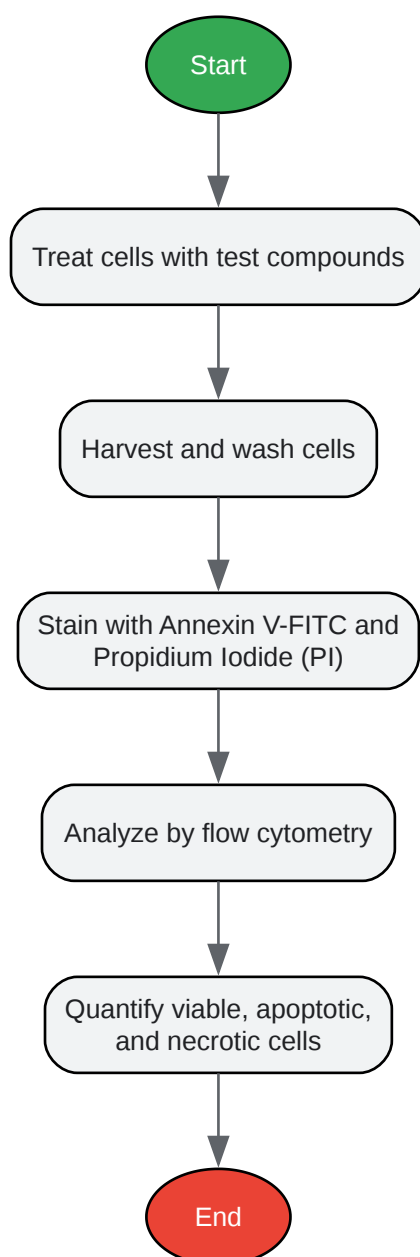 Start
Treat cells with test compounds
Harvest and wash cells
Stain with Annexin V-FITC and
Propidium Iodide (PI)
Analyze by flow cytometry
Quantify viable, apoptotic,
and necrotic cells
End